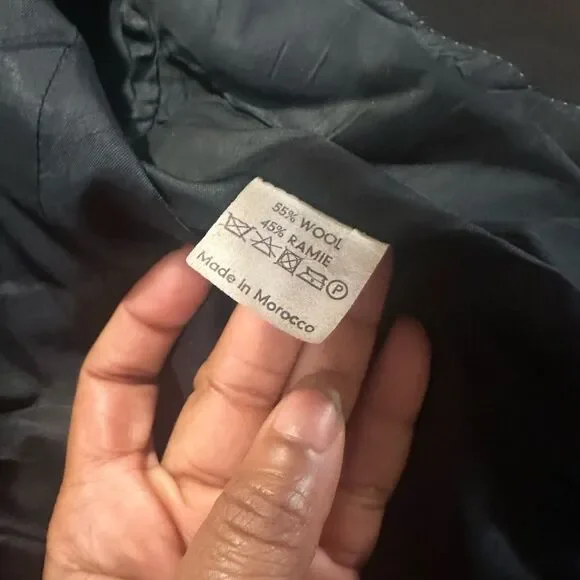 55% WOOL
45% RAMIE
P
Made in Morocco